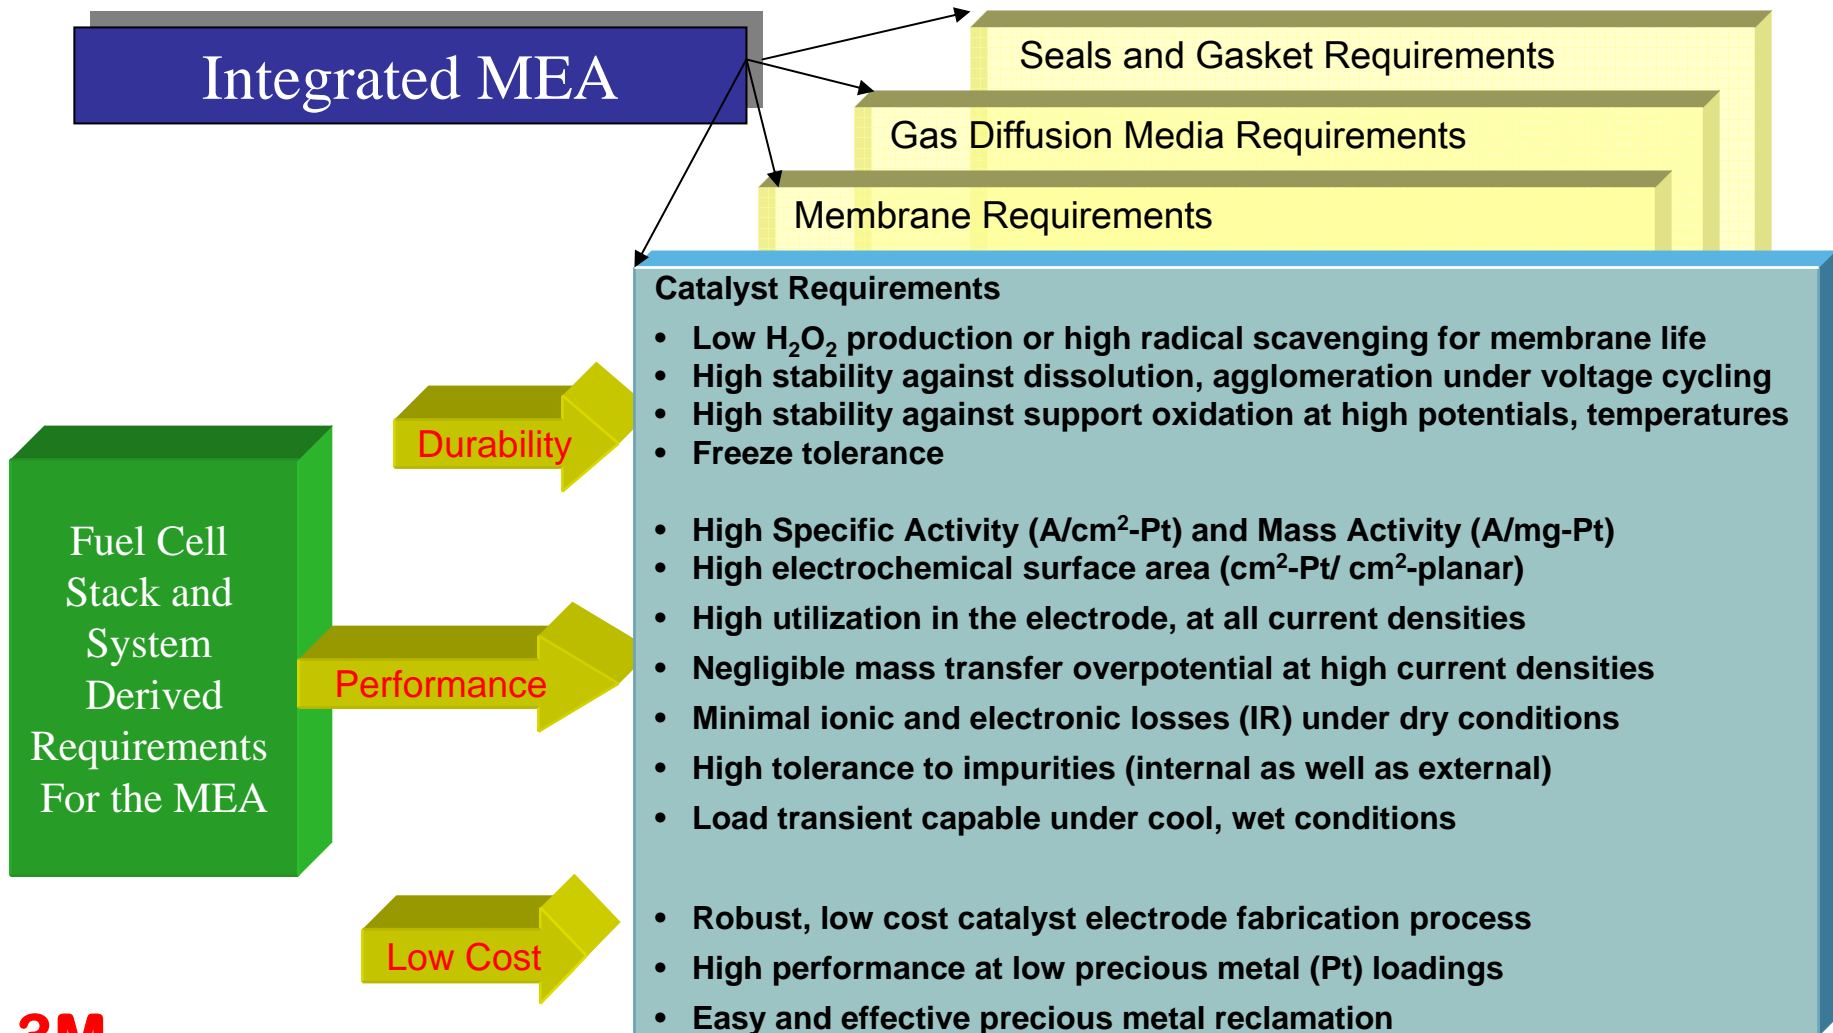 Integrated MEA
Seals and Gasket Requirements
Gas Diffusion Media Requirements
Membrane Requirements
Catalyst Requirements
• Low H₂O₂ production or high radical scavenging for membrane life
• High stability against dissolution, agglomeration under voltage cycling
• High stability against support oxidation at high potentials, temperatures
• Freeze tolerance
• High Specific Activity (A/cm²-Pt) and Mass Activity (A/mg-Pt)
• High electrochemical surface area (cm²-Pt/ cm²-planar)
• High utilization in the electrode, at all current densities
• Negligible mass transfer overpotential at high current densities
• Minimal ionic and electronic losses (IR) under dry conditions
• High tolerance to impurities (internal as well as external)
• Load transient capable under cool, wet conditions
• Robust, low cost catalyst electrode fabrication process
• High performance at low precious metal (Pt) loadings
• Easy and effective precious metal reclamation
Durability
Performance
Low Cost
Fuel Cell
Stack and
System
Derived
Requirements
For the MEA
3M